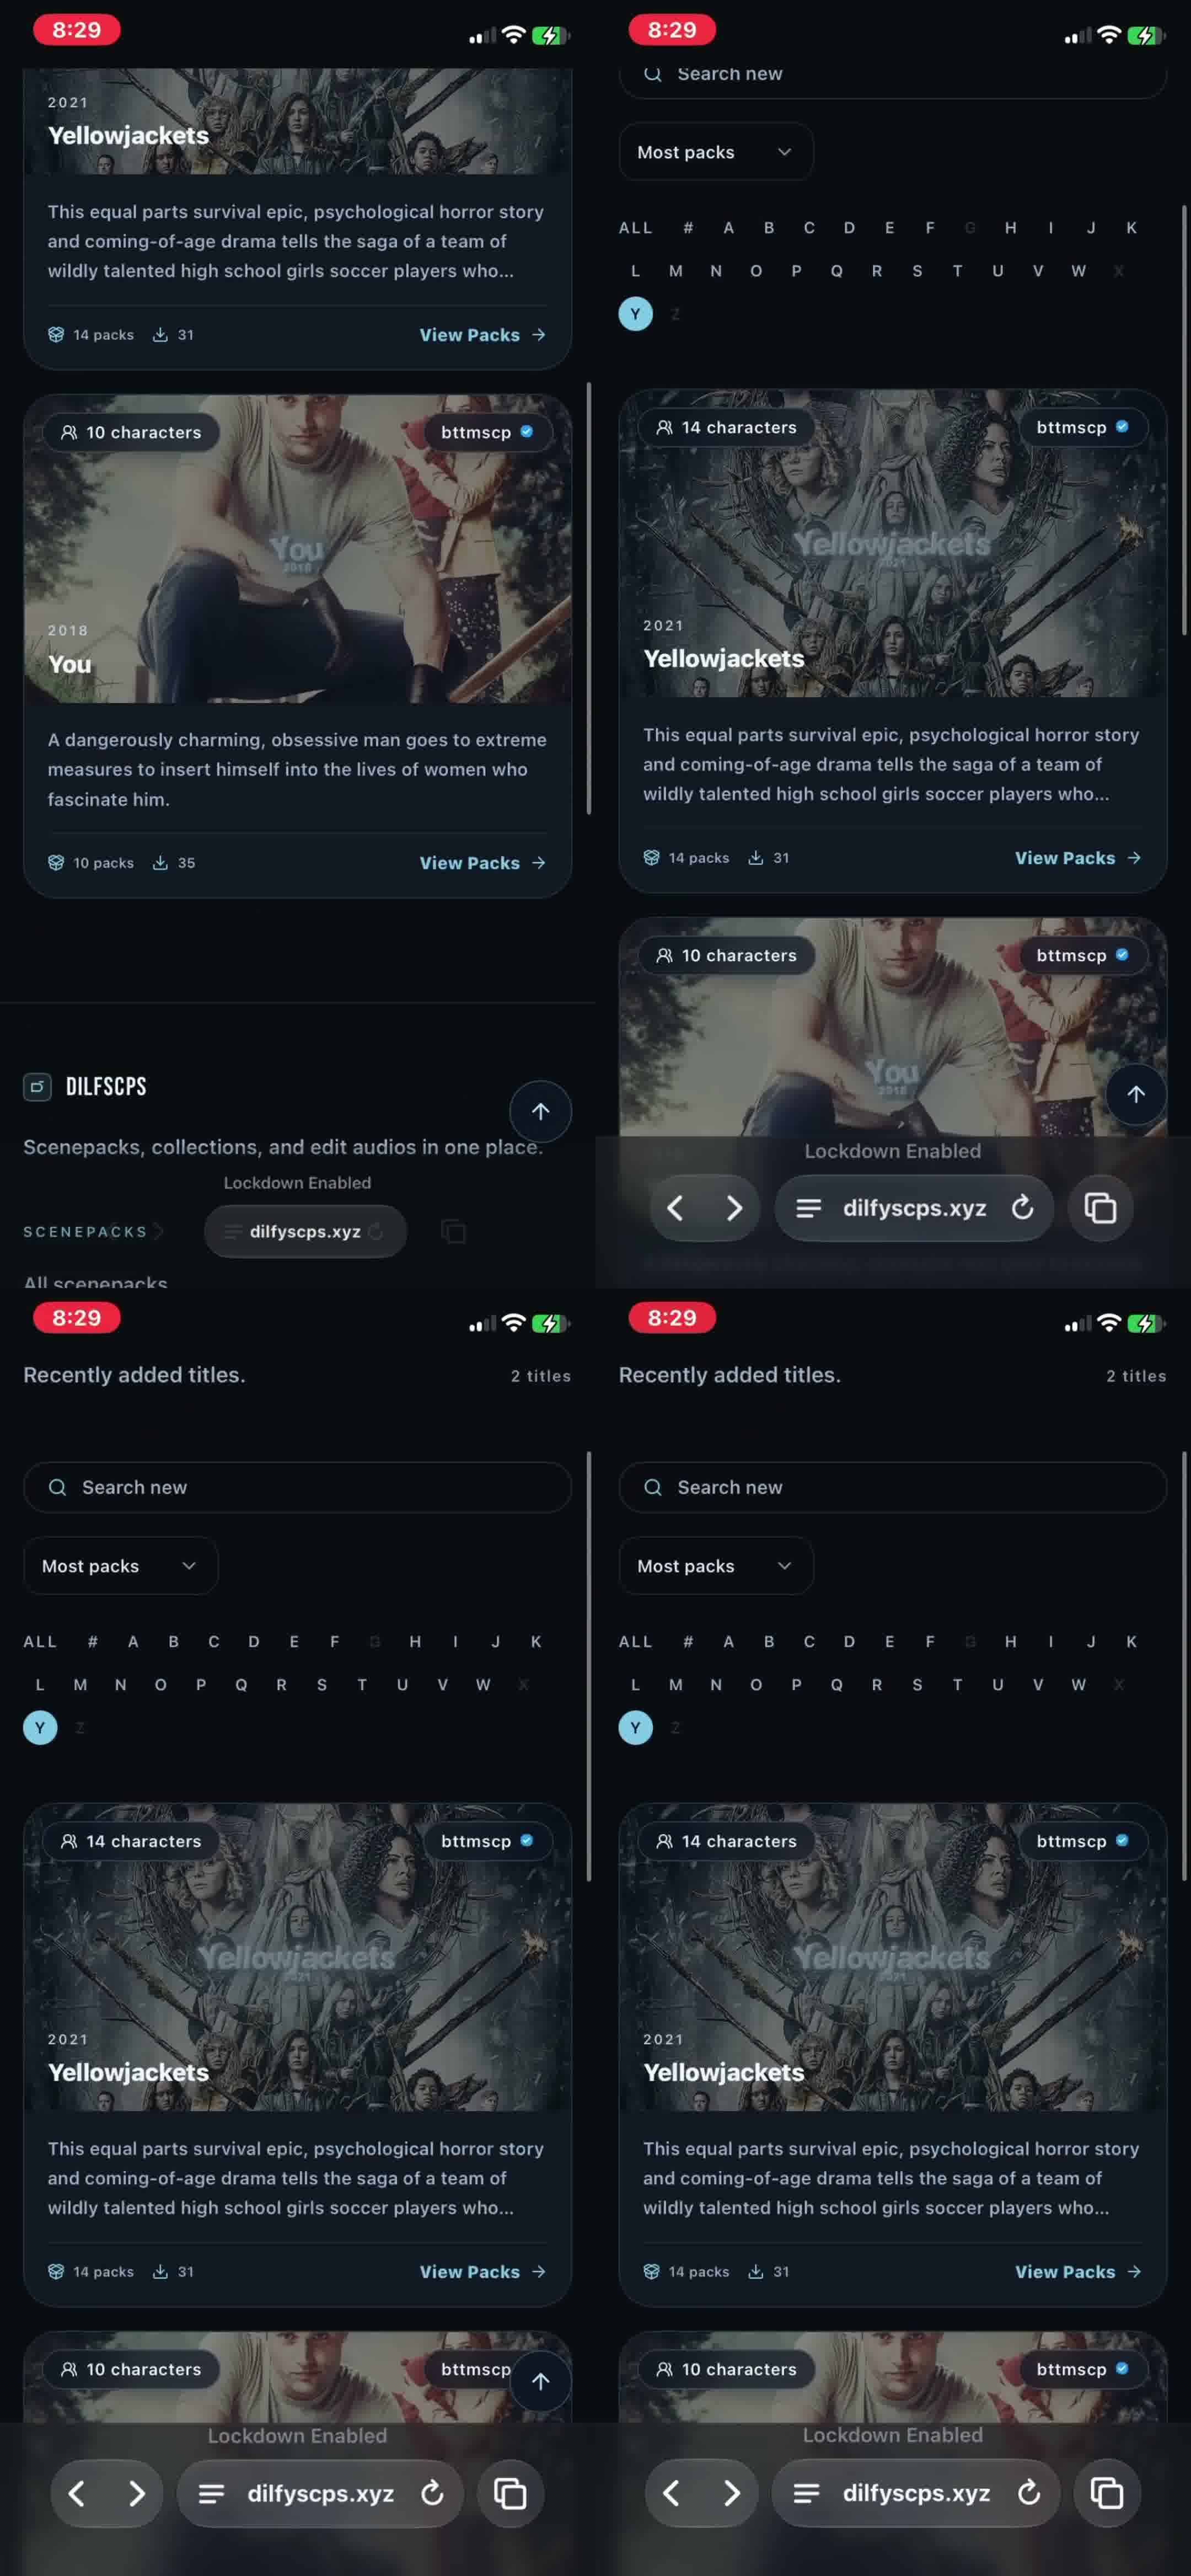 8:29
2021
Yellowjackets
This equal parts survival epic, psychological horror story
and coming-of-age drama tells the saga of a team of
wildly talented high school girls soccer players who...
14 packs 31 View Packs
10 characters bttmscp
You
2018
2018
You
A dangerously charming, obsessive man goes to extreme
measures to insert himself into the lives of women who
fascinate him.
10 packs 35 View Packs
DILFSCPS
Scenepacks, collections, and edit audios in one place.
Lockdown Enabled
SCENEPACKS
dilfyscps.xyz
All scenepacks
8:29
Search new
Most packs
ALL # A B C D E F G H I J K
L M N O P Q R S T U V W X
Y Z
14 characters bttmscp
Yellowjackets
2021
2021
Yellowjackets
This equal parts survival epic, psychological horror story
and coming-of-age drama tells the saga of a team of
wildly talented high school girls soccer players who...
14 packs 31 View Packs
10 characters bttmscp
You
2018
Lockdown Enabled
dilfyscps.xyz
8:29
Recently added titles. 2 titles
Search new
Most packs
ALL # A B C D E F G H I J K
L M N O P Q R S T U V W X
Y Z
14 characters bttmscp
Yellowjackets
2021
2021
Yellowjackets
This equal parts survival epic, psychological horror story
and coming-of-age drama tells the saga of a team of
wildly talented high school girls soccer players who...
14 packs 31 View Packs
10 characters bttmscp
Lockdown Enabled
dilfyscps.xyz
8:29
Recently added titles. 2 titles
Search new
Most packs
ALL # A B C D E F G H I J K
L M N O P Q R S T U V W X
Y Z
14 characters bttmscp
Yellowjackets
2021
2021
Yellowjackets
This equal parts survival epic, psychological horror story
and coming-of-age drama tells the saga of a team of
wildly talented high school girls soccer players who...
14 packs 31 View Packs
10 characters bttmscp
Lockdown Enabled
dilfyscps.xyz